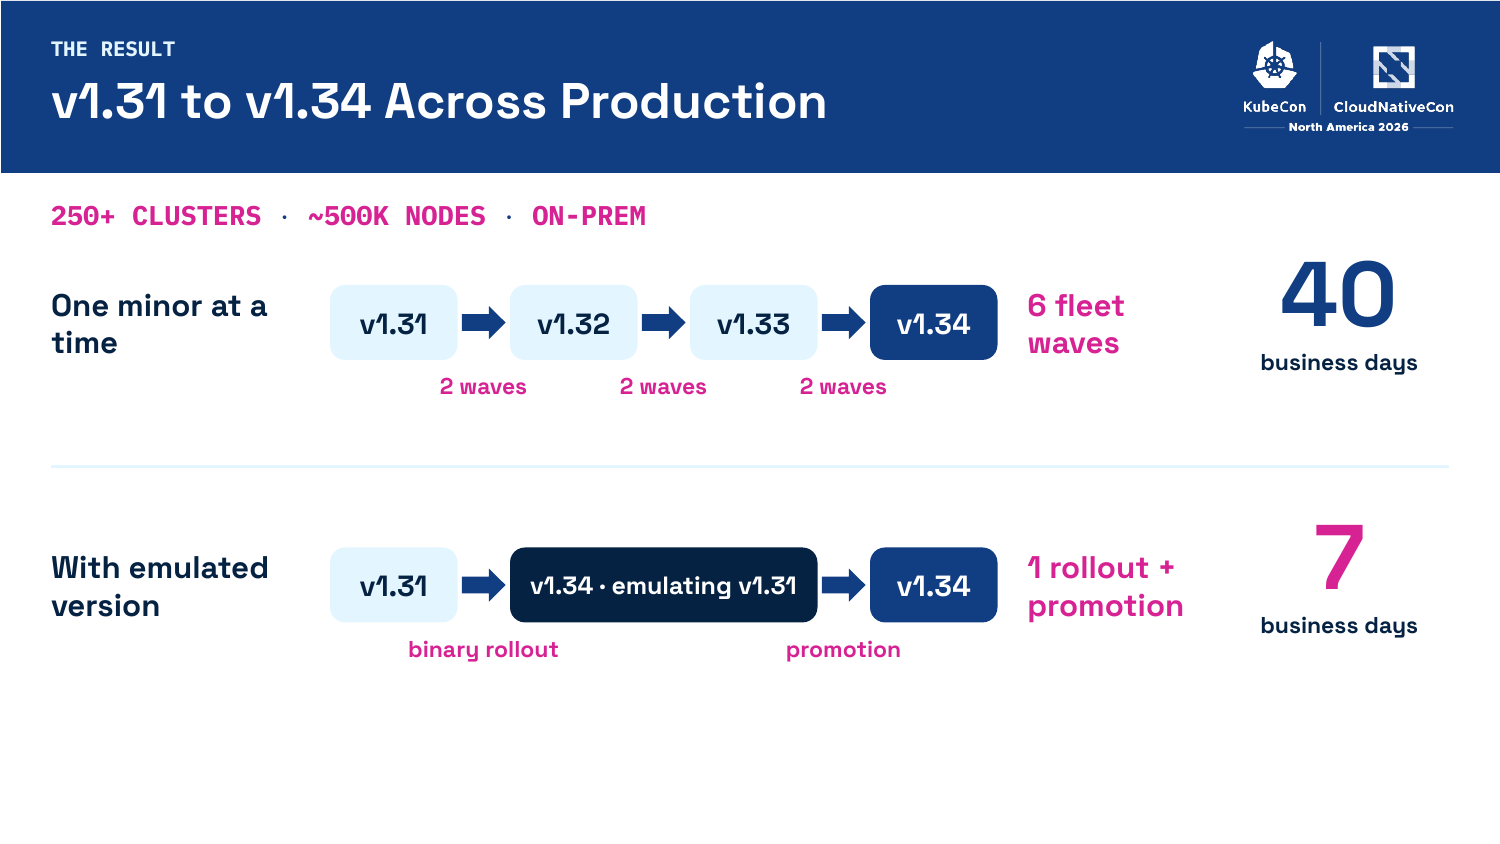 THE RESULT
v1.31 to v1.34 Across Production
KubeCon
CloudNativeCon
North America 2026
250+ CLUSTERS · ~500K NODES · ON-PREM
One minor at a
time
v1.31
v1.32
v1.33
v1.34
2 waves
2 waves
2 waves
6 fleet
waves
40
business days
With emulated
version
v1.31
v1.34 · emulating v1.31
v1.34
binary rollout
promotion
1 rollout +
promotion
7
business days